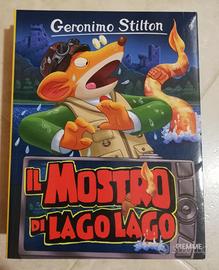 Geronimo Stilton
IL MOSTRO
DI LAGO LAGO
PIEMME